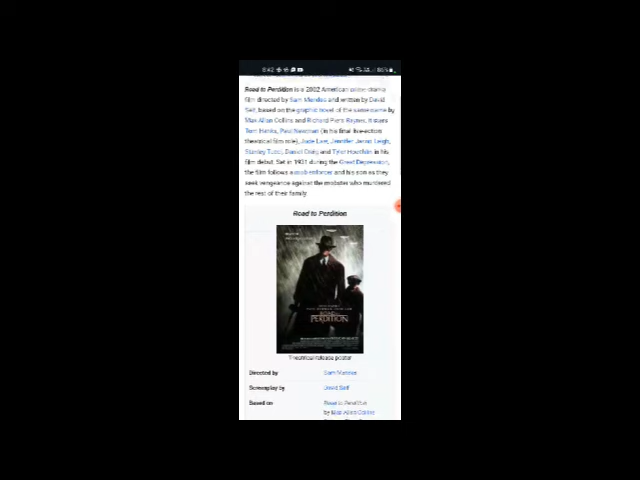 Road to Perdition is a 2002 American crime drama
film directed by Sam Mendes and written by David
Self, based on the graphic novel of the same name by
Max Allan Collins and Richard Piers Rayner. It stars
Tom Hanks, Paul Newman (in his final live-action
theatrical film role), Jude Law, Jennifer Jason Leigh,
Stanley Tucci, Daniel Craig and Tyler Hoechlin in his
film debut. Set in 1931 during the Great Depression,
the film follows a mob enforcer and his son as they
seek vengeance against the mobster who murdered
the rest of their family.
Road to Perdition
ROAD TO
PERDITION
Theatrical release poster
Directed by Sam Mendes
Screenplay by David Self
Based on Road to Perdition
by Max Allan Collins